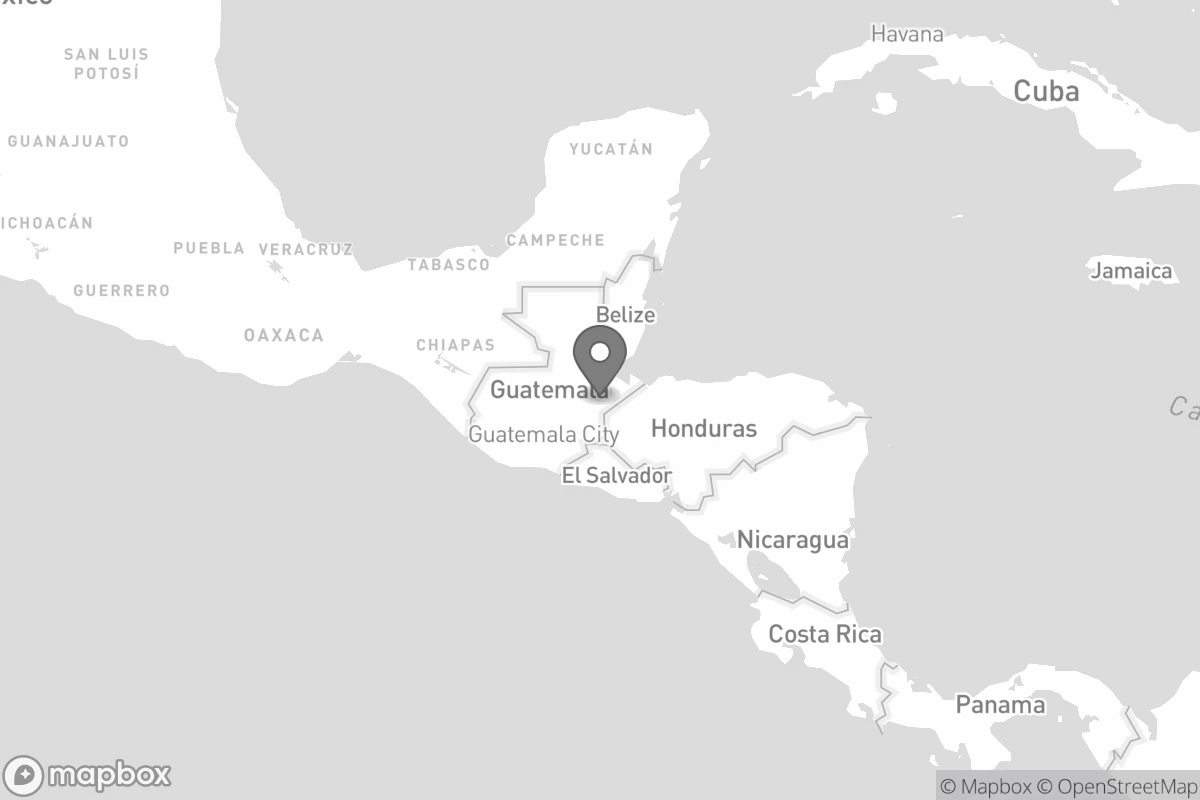 xico
SAN LUIS
POTOSÍ
Havana
Cuba
GUANAJUATO
YUCATÁN
ICHOACÁN
PUEBLA
VERACRUZ
CAMPECHE
TABASCO
Jamaica
GUERRERO
Belize
OAXACA
CHIAPAS
Guatemala
Ca
Honduras
Guatemala City
El Salvador
Nicaragua
Costa Rica
Panama
mapbox
© Mapbox © OpenStreetMap